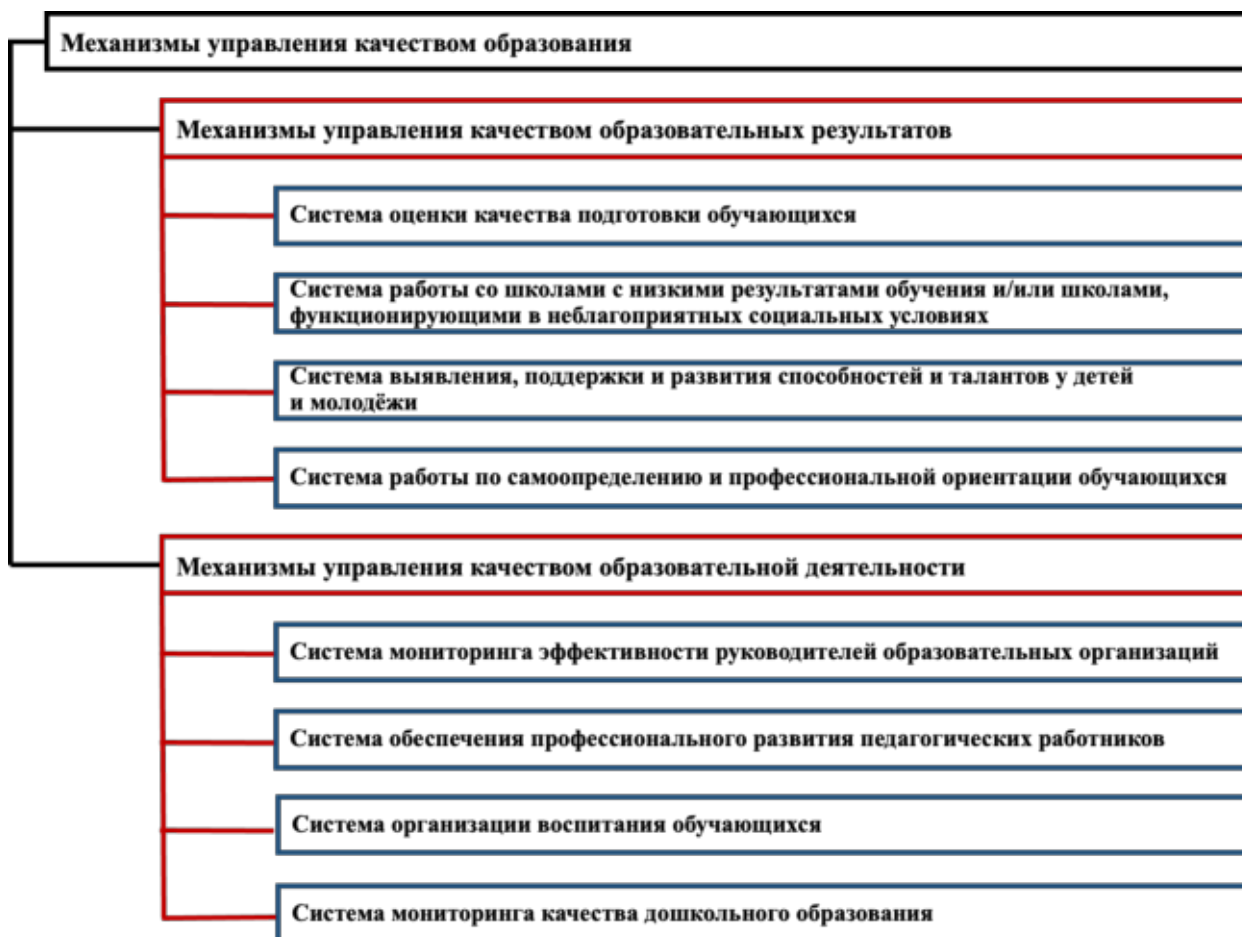 Механизмы управления качеством образования
Механизмы управления качеством образовательных результатов
Система оценки качества подготовки обучающихся
Система работы со школами с низкими результатами обучения и/или школами,
функционирующими в неблагоприятных социальных условиях
Система выявления, поддержки и развития способностей и талантов у детей
и молодёжи
Система работы по самоопределению и профессиональной ориентации обучающихся
Механизмы управления качеством образовательной деятельности
Система мониторинга эффективности руководителей образовательных организаций
Система обеспечения профессионального развития педагогических работников
Система организации воспитания обучающихся
Система мониторинга качества дошкольного образования